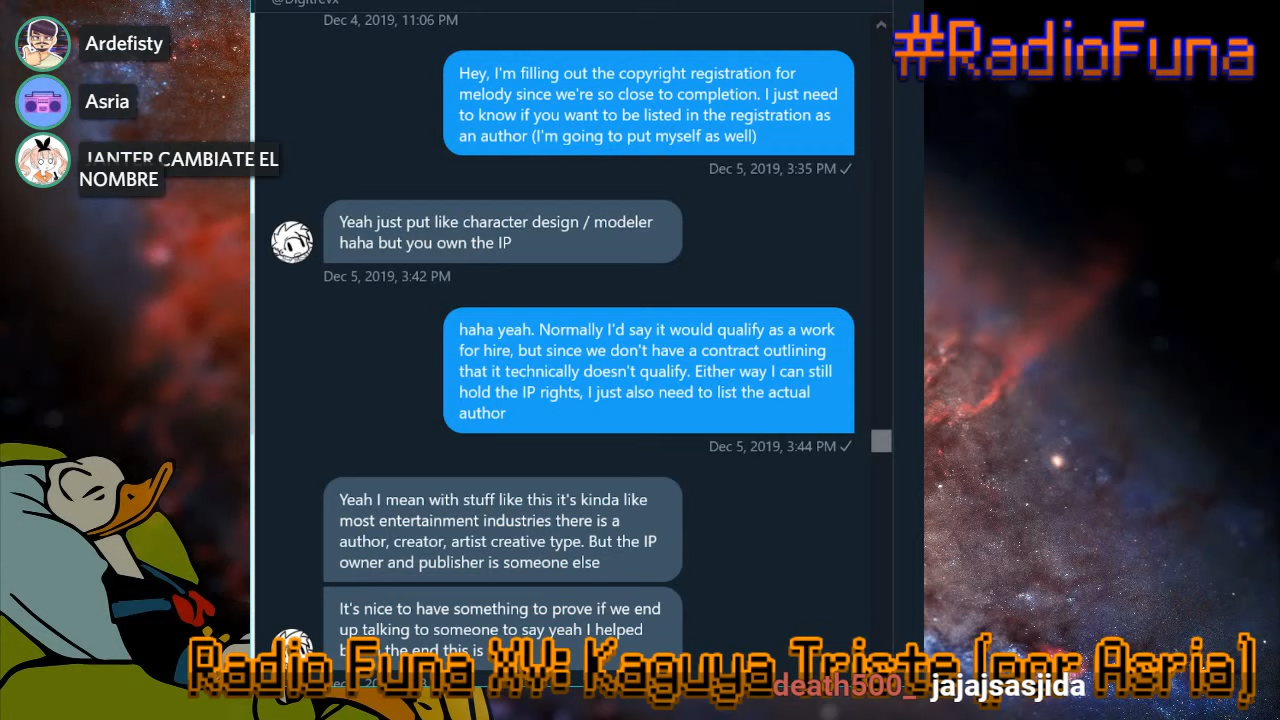 @Digitrevx
Dec 4, 2019, 11:06 PM
#RadioFuna
Ardefisty
Asria
JANTER CAMBIATE EL
NOMBRE
Hey, I'm filling out the copyright registration for
melody since we're so close to completion. I just need
to know if you want to be listed in the registration as
an author (I'm going to put myself as well)
Dec 5, 2019, 3:35 PM ✓
Yeah just put like character design / modeler
haha but you own the IP
Dec 5, 2019, 3:42 PM
haha yeah. Normally I'd say it would qualify as a work
for hire, but since we don't have a contract outlining
that it technically doesn't qualify. Either way I can still
hold the IP rights, I just also need to list the actual
author
Dec 5, 2019, 3:44 PM ✓
Yeah I mean with stuff like this it's kinda like
most entertainment industries there is a
author, creator, artist creative type. But the IP
owner and publisher is someone else
It's nice to have something to prove if we end
up talking to someone to say yeah I helped
the end this is
Radio Funa XV: Kaguya Triste (por Asria)
death500_ jajajsasjida